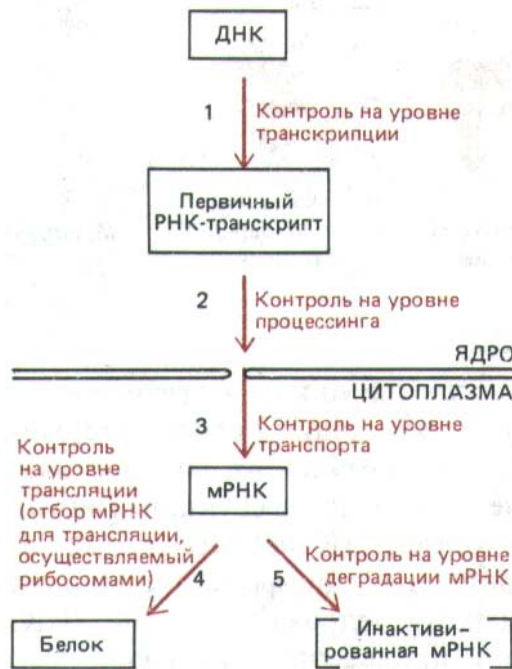 ДНК
1
Контроль на уровне
транскрипции
Первичный
РНК-транскрипт
2
Контроль на уровне
процессинга
ЯДРО
ЦИТОПЛАЗМА
3
Контроль на уровне
транспорта
Контроль
на уровне
трансляции
(отбор мРНК
для трансляции,
осуществляемый
рибосомами)
мРНК
4
5
Контроль на уровне
деградации мРНК
Белок
Инактиви-
рованная мРНК